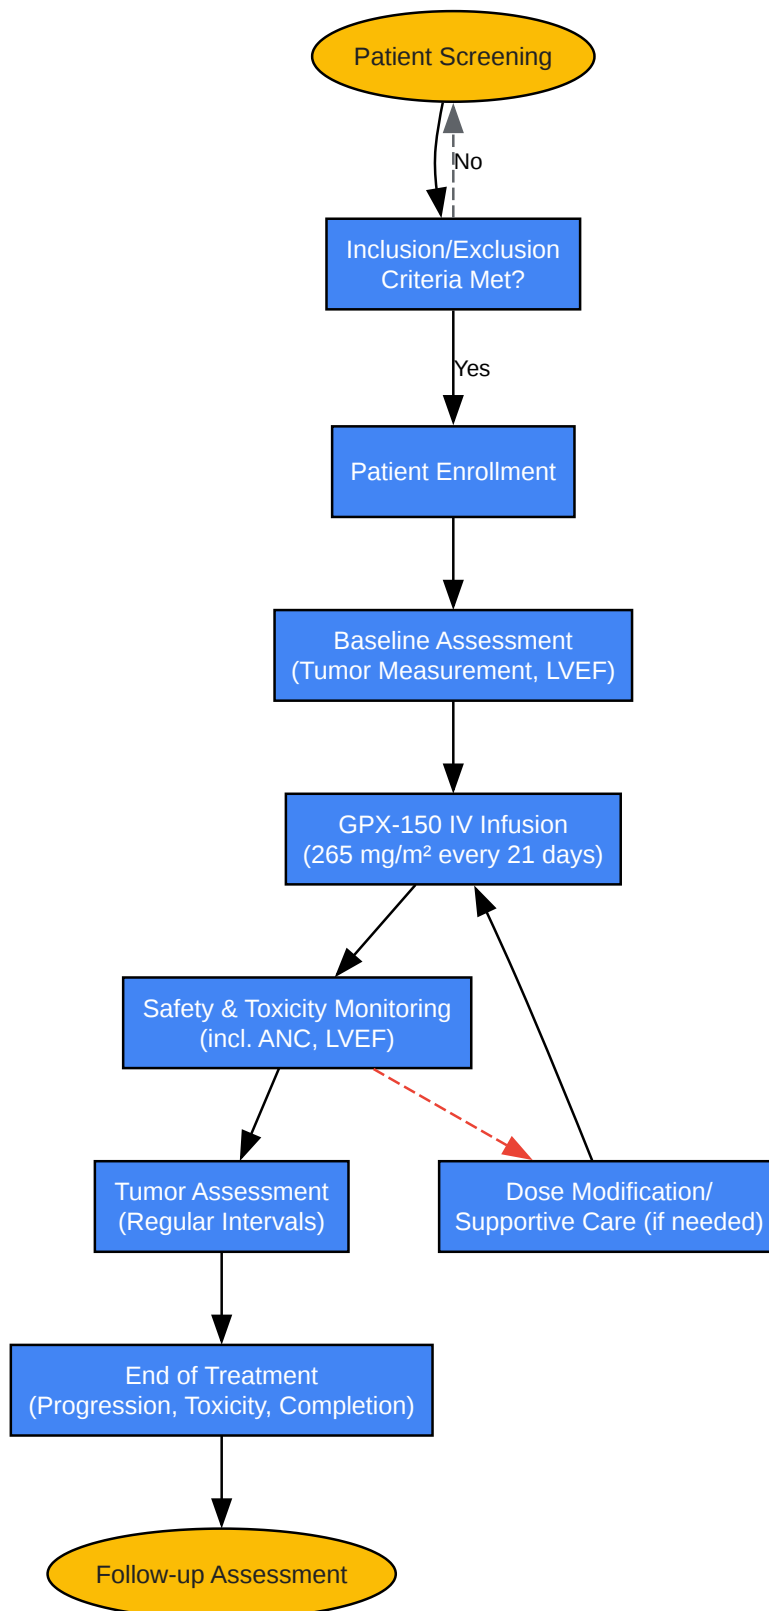 Patient Screening
No
Inclusion/Exclusion
Criteria Met?
Yes
Patient Enrollment
Baseline Assessment
(Tumor Measurement, LVEF)
GPX-150 IV Infusion
(265 mg/m² every 21 days)
Safety & Toxicity Monitoring
(incl. ANC, LVEF)
Tumor Assessment
(Regular Intervals)
Dose Modification/
Supportive Care (if needed)
End of Treatment
(Progression, Toxicity, Completion)
Follow-up Assessment